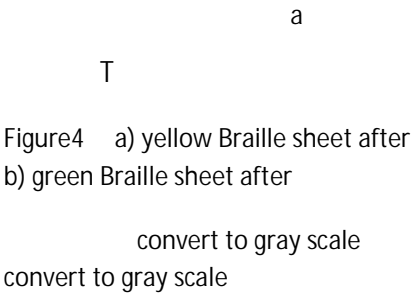 a
T
Figure4 a) yellow Braille sheet after
b) green Braille sheet after
convert to gray scale
convert to gray scale